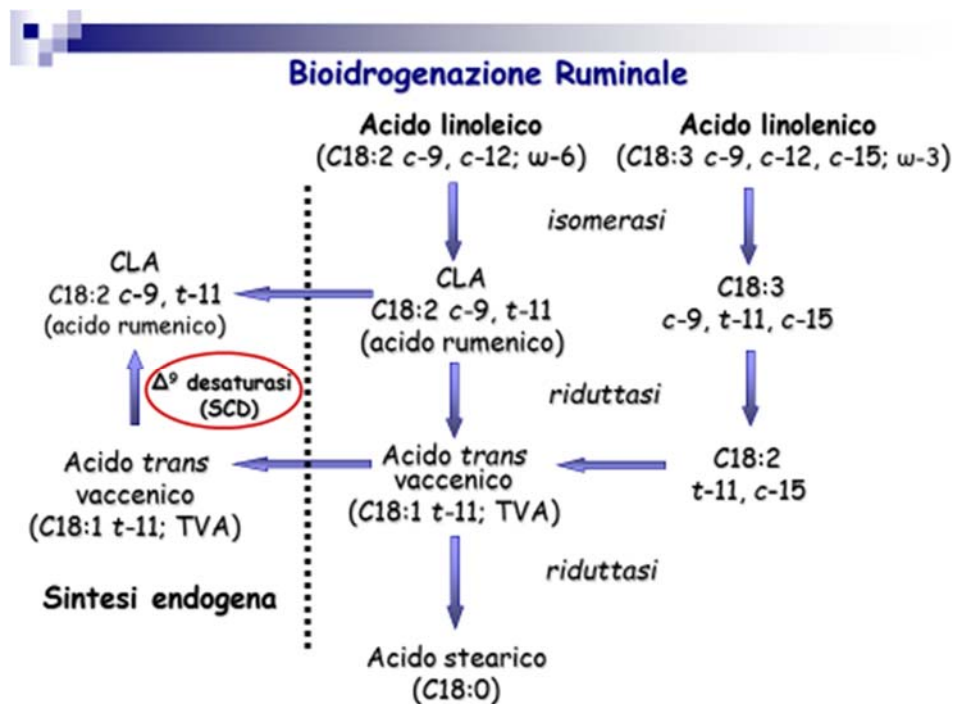 Bioidrogenazione Ruminale
Acido linoleico
(C18:2 c-9, c-12; ω-6)
Acido linolenico
(C18:3 c-9, c-12, c-15; ω-3)
isomerasi
CLA
C18:2 c-9, t-11
(acido rumenico)
CLA
C18:2 c-9, t-11
(acido rumenico)
C18:3
c-9, t-11, c-15
Δ⁹ desaturasi
(SCD)
riduttasi
Acido trans
vaccenico
(C18:1 t-11; TVA)
Acido trans
vaccenico
(C18:1 t-11; TVA)
C18:2
t-11, c-15
Sintesi endogena
riduttasi
Acido stearico
(C18:0)